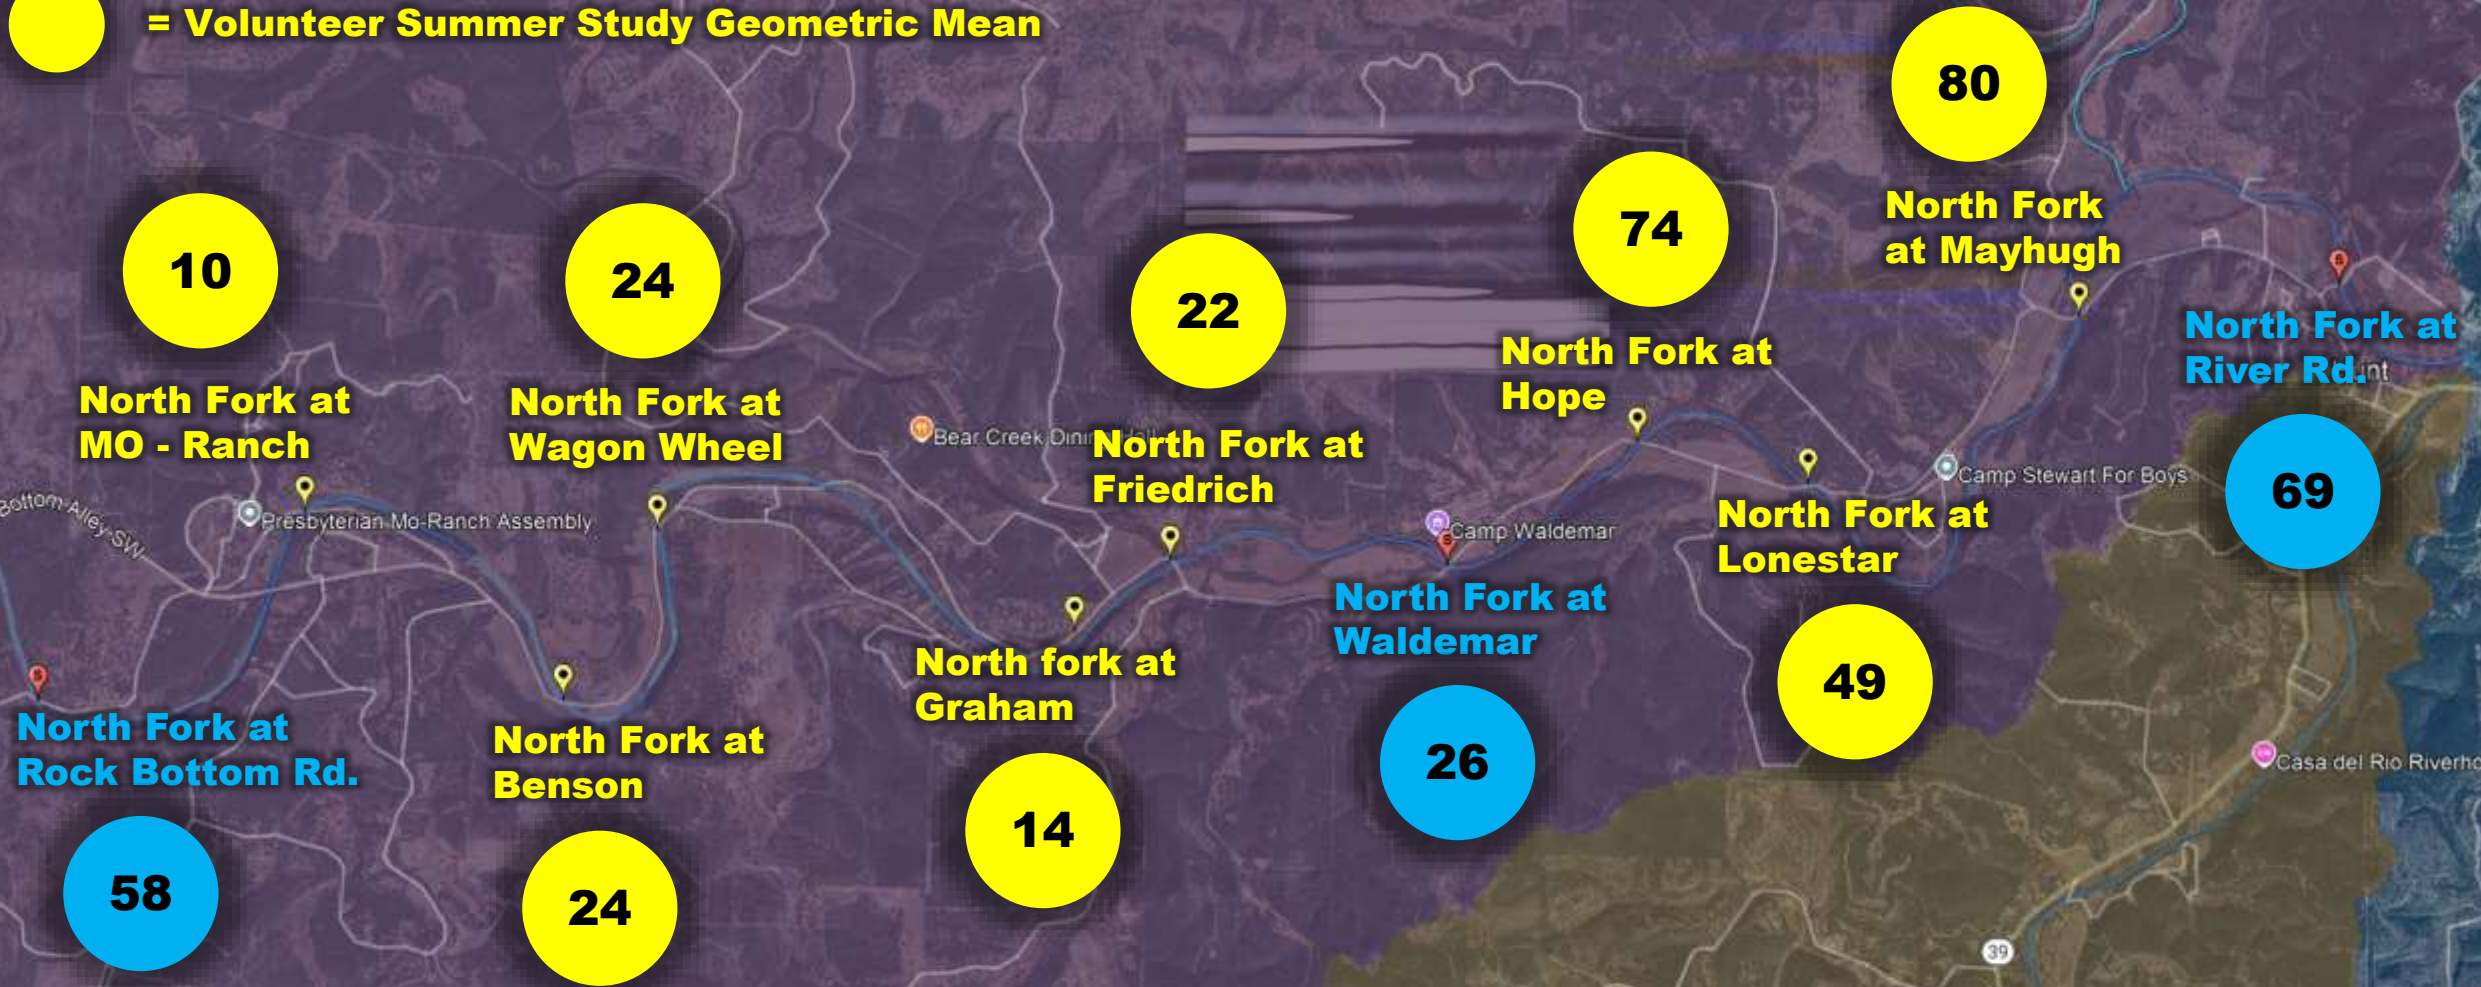 = Volunteer Summer Study Geometric Mean
80
North Fork
at Mayhugh
74
North Fork at
Hope
10
North Fork at
MO - Ranch
24
North Fork at
Wagon Wheel
22
North Fork at
Friedrich
North Fork at
River Rd.
69
Bear Creek
Bottom-Alley-SW
Presbyterian Mo-Ranch Assembly
Camp Waldemar
Camp Stewart For Boys
North Fork at
Lonestar
49
North Fork at
Waldemar
26
North fork at
Graham
14
North Fork at
Rock Bottom Rd.
58
North Fork at
Benson
24
Casa del Rio
39
S
S
S